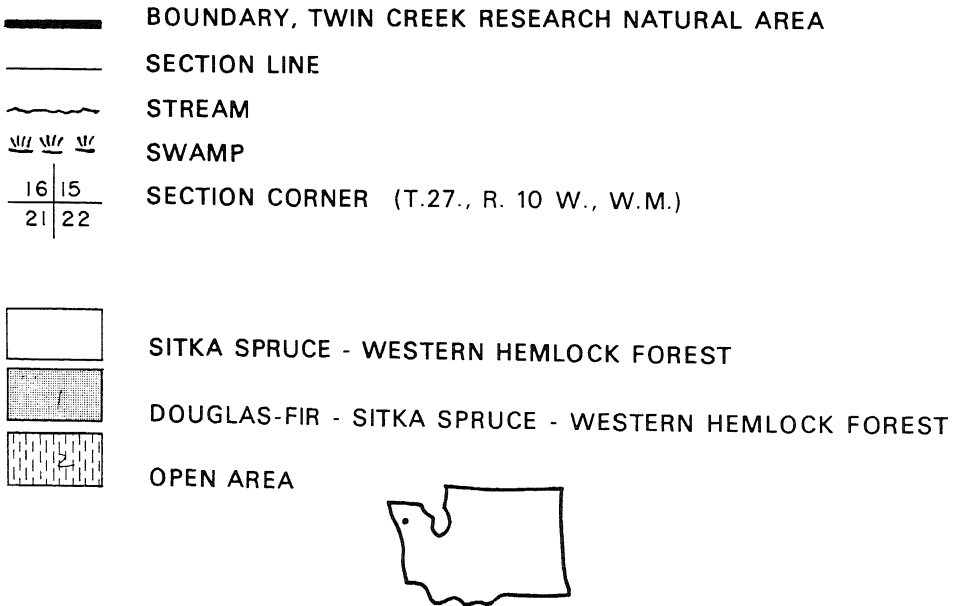 BOUNDARY, TWIN CREEK RESEARCH NATURAL AREA
SECTION LINE
STREAM
SWAMP
16 15
21 22
SECTION CORNER (T.27., R. 10 W., W.M.)
SITKA SPRUCE - WESTERN HEMLOCK FOREST
1
DOUGLAS-FIR - SITKA SPRUCE - WESTERN HEMLOCK FOREST
2
OPEN AREA